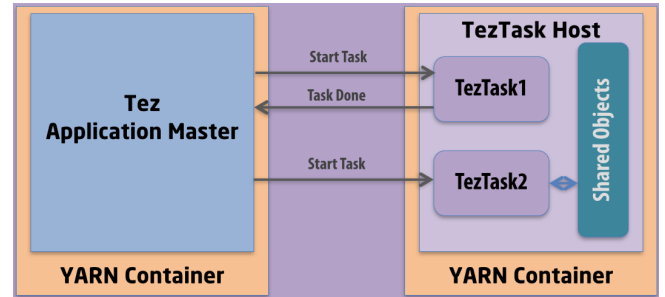 TezTask Host
Start Task
TezTask1
Task Done
Tez
Application Master
Start Task
TezTask2
Shared Objects
YARN Container
YARN Container